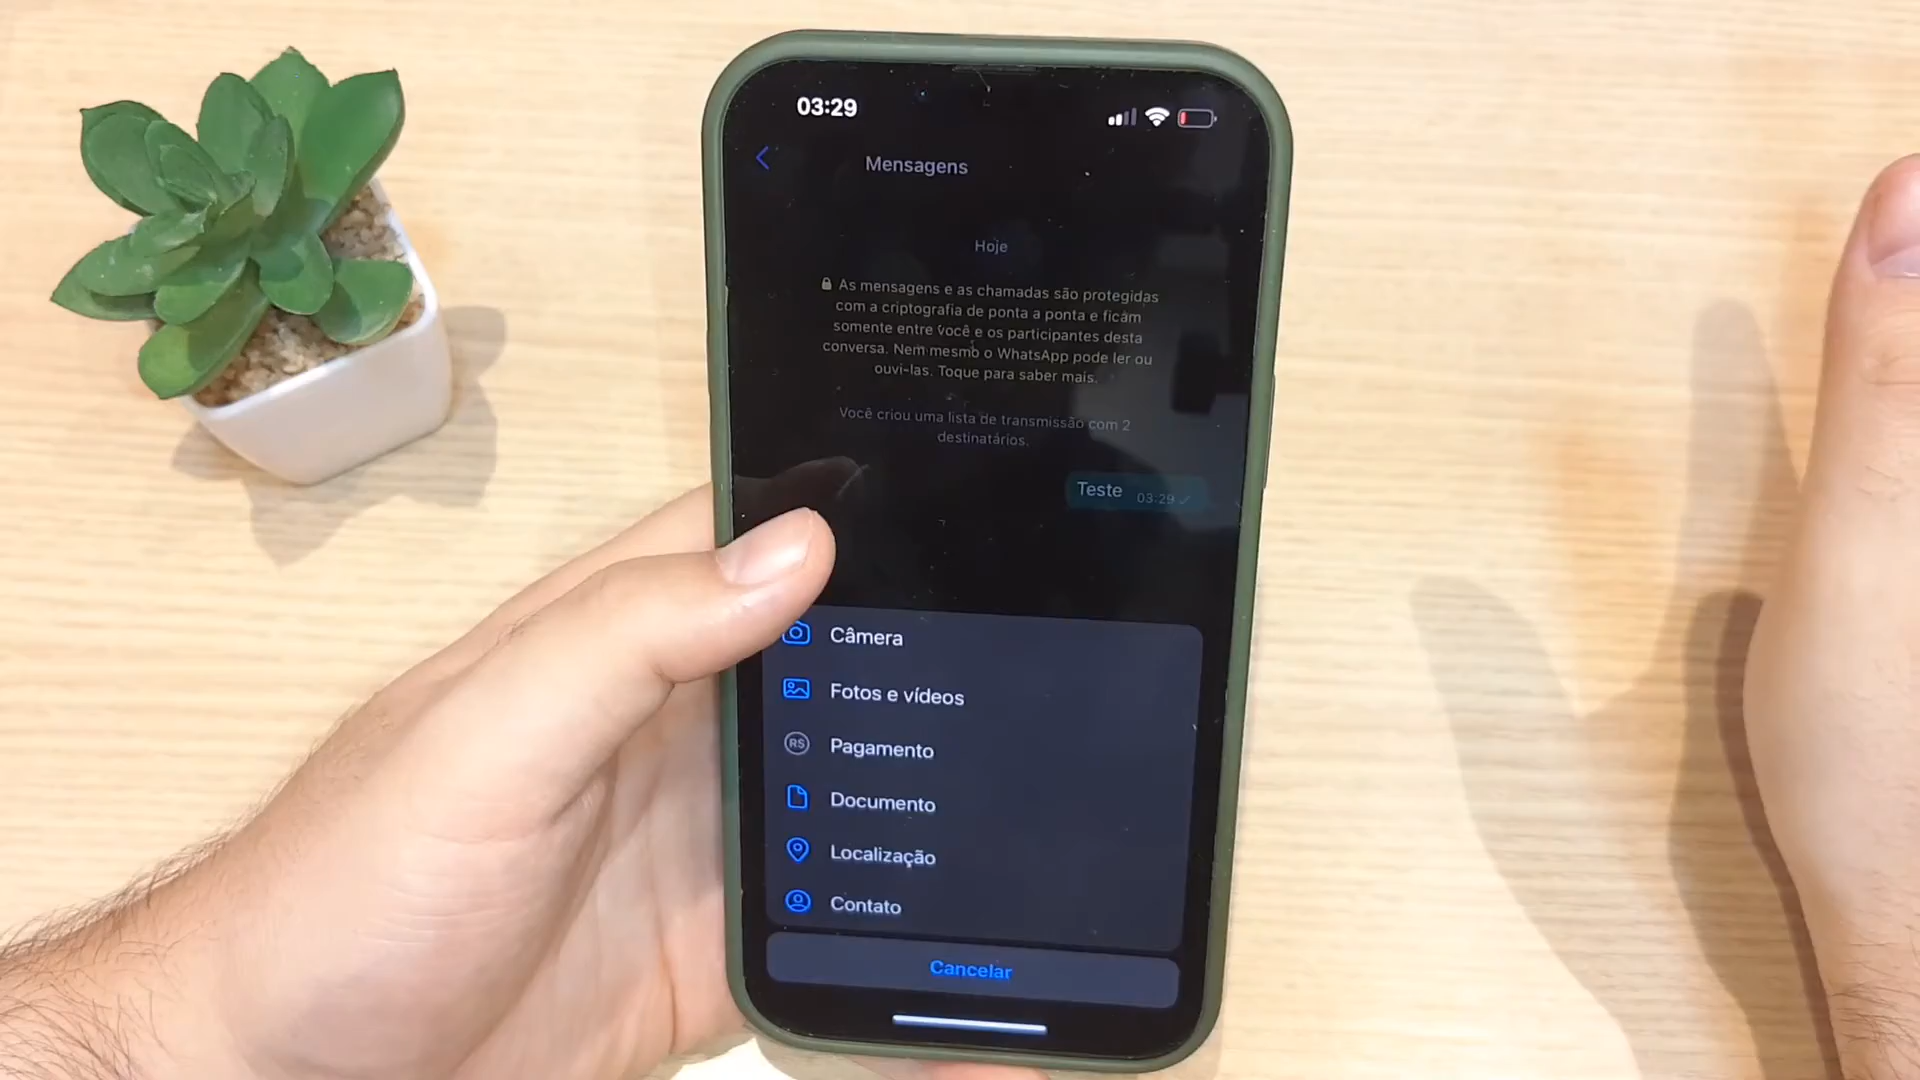 03:29
Mensagens
Hoje
As mensagens e as chamadas são protegidas
com a criptografia de ponta a ponta e ficam
somente entre você e os participantes desta
conversa. Nem mesmo o WhatsApp pode ler ou
ouvi-las. Toque para saber mais.
Você criou uma lista de transmissão com 2
destinatários.
Teste 03:29
Câmera
Fotos e vídeos
R$ Pagamento
Documento
Localização
Contato
Cancelar